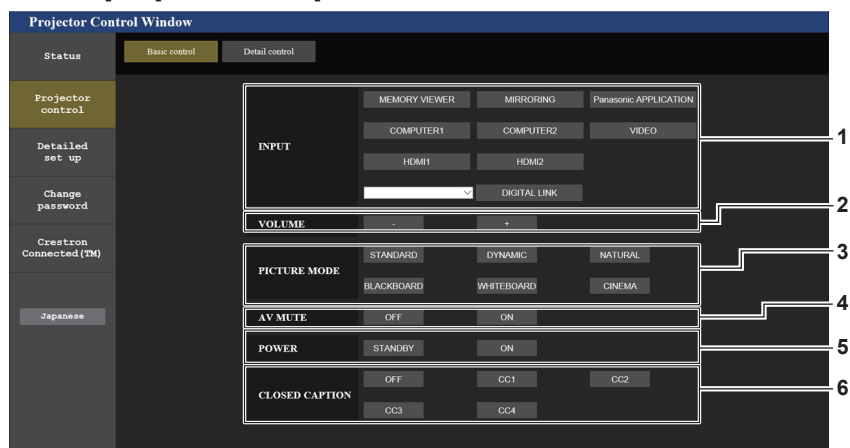 Projector Control Window
Status
Basic control
Detail control
Projector
control
Detailed
set up
Change
password
Crestron
Connected(TM)
Japanese
INPUT
MEMORY VIEWER MIRRORING Panasonic APPLICATION
COMPUTER1 COMPUTER2 VIDEO
HDMI1 HDMI2
DIGITAL LINK
1
VOLUME - +
2
PICTURE MODE
STANDARD DYNAMIC NATURAL
BLACKBOARD WHITEBOARD CINEMA
3
AV MUTE OFF ON
4
POWER STANDBY ON
5
CLOSED CAPTION
OFF CC1 CC2
CC3 CC4
6